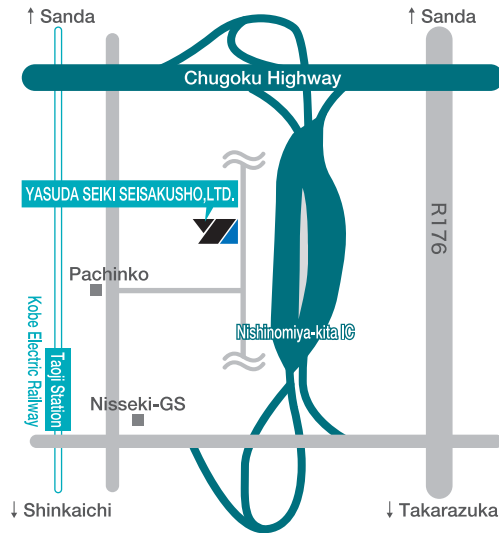 ↑ Sanda
↑ Sanda
Chugoku Highway
YASUDA SEIKI SEISAKUSHO,LTD.
R176
Pachinko
Nishinomiya-kita IC
Kobe Electric Railway
Taoji Station
Nisseki-GS
↓ Shinkaichi
↓ Takarazuka